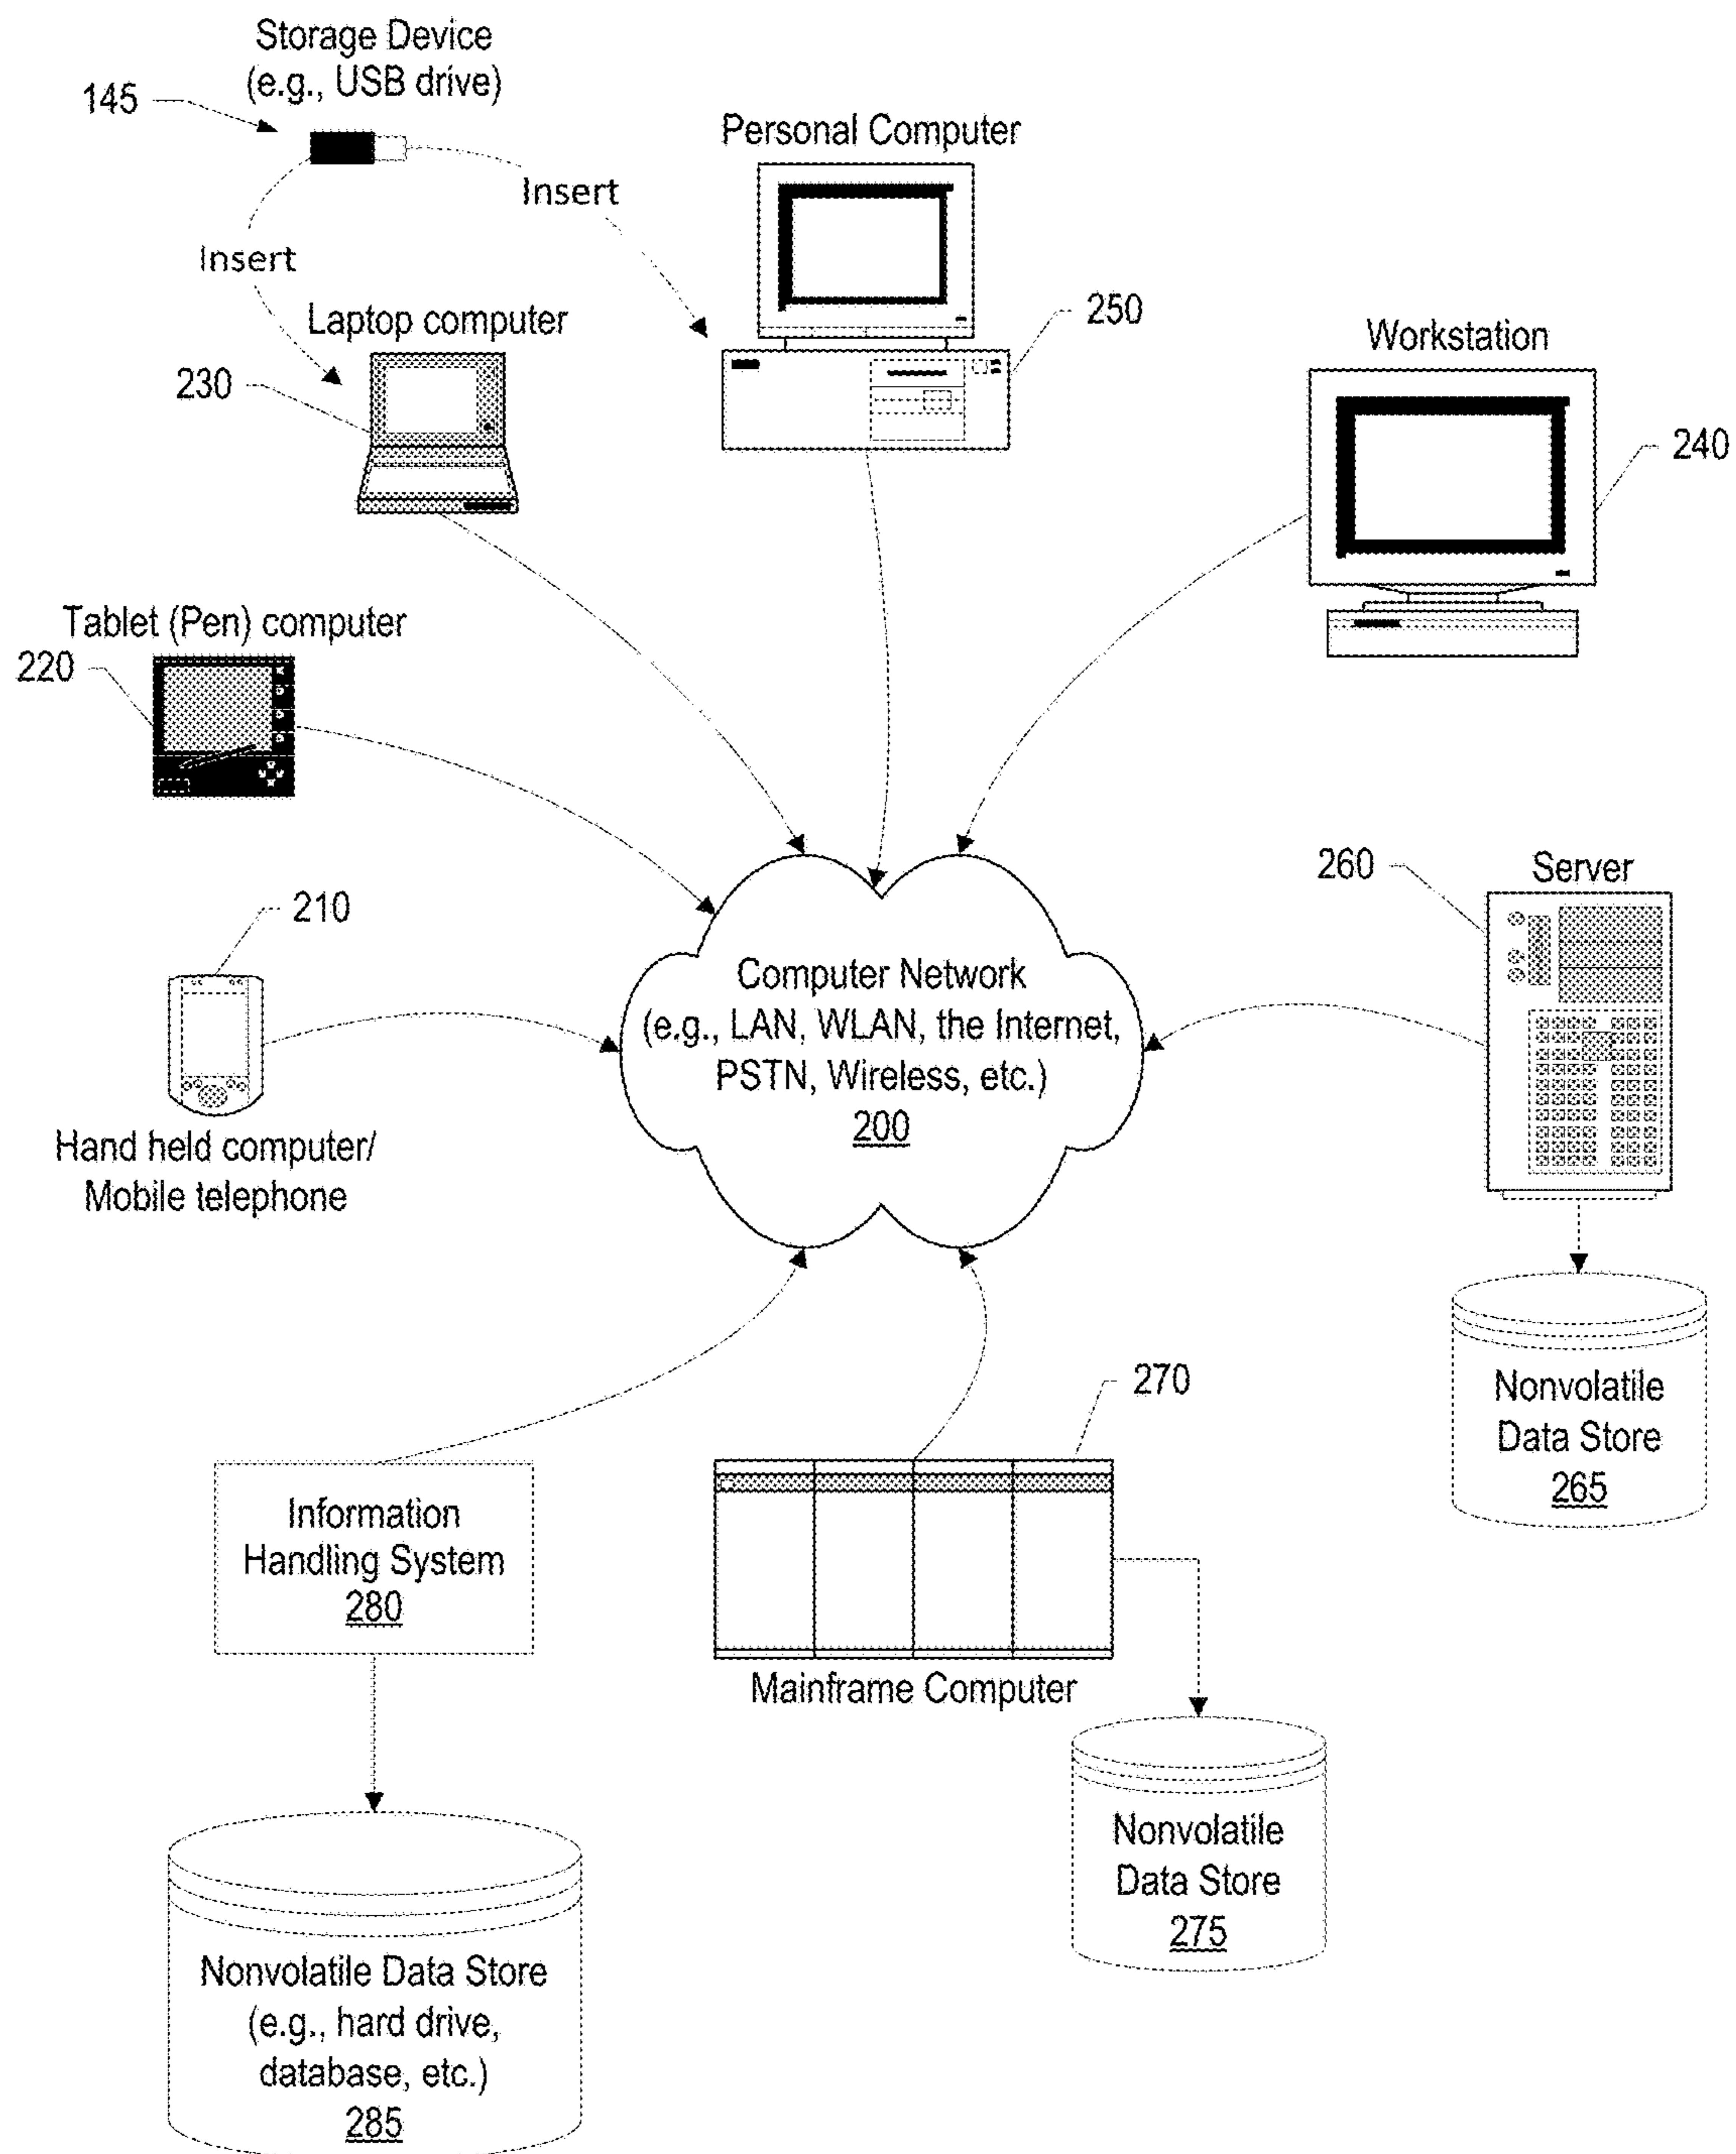 Storage Device
(e.g., USB drive)
145
Insert
Insert
Personal Computer
250
Laptop computer
230
Workstation
240
Tablet (Pen) computer
220
210
Hand held computer/
Mobile telephone
Computer Network
(e.g., LAN, WLAN, the Internet,
PSTN, Wireless, etc.)
200
260
Server
Nonvolatile
Data Store
265
270
Mainframe Computer
Information
Handling System
280
Nonvolatile
Data Store
275
Nonvolatile Data Store
(e.g., hard drive,
database, etc.)
285